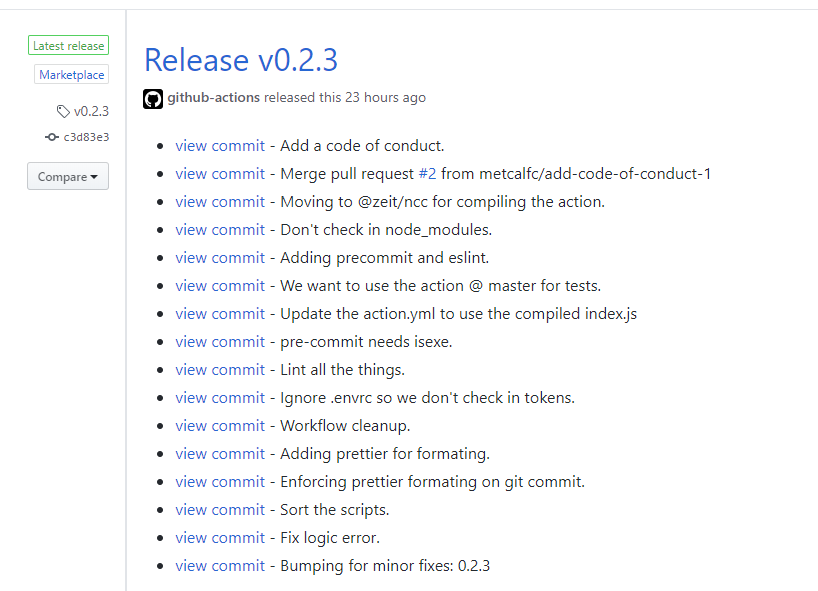 Latest release
Marketplace
v0.2.3
c3d83e3
Compare
Release v0.2.3
github-actions released this 23 hours ago
view commit - Add a code of conduct.
view commit - Merge pull request #2 from metcalfc/add-code-of-conduct-1
view commit - Moving to @zeit/ncc for compiling the action.
view commit - Don't check in node_modules.
view commit - Adding precommit and eslint.
view commit - We want to use the action @ master for tests.
view commit - Update the action.yml to use the compiled index.js
view commit - pre-commit needs isexe.
view commit - Lint all the things.
view commit - Ignore .envrc so we don't check in tokens.
view commit - Workflow cleanup.
view commit - Adding prettier for formating.
view commit - Enforcing prettier formating on git commit.
view commit - Sort the scripts.
view commit - Fix logic error.
view commit - Bumping for minor fixes: 0.2.3